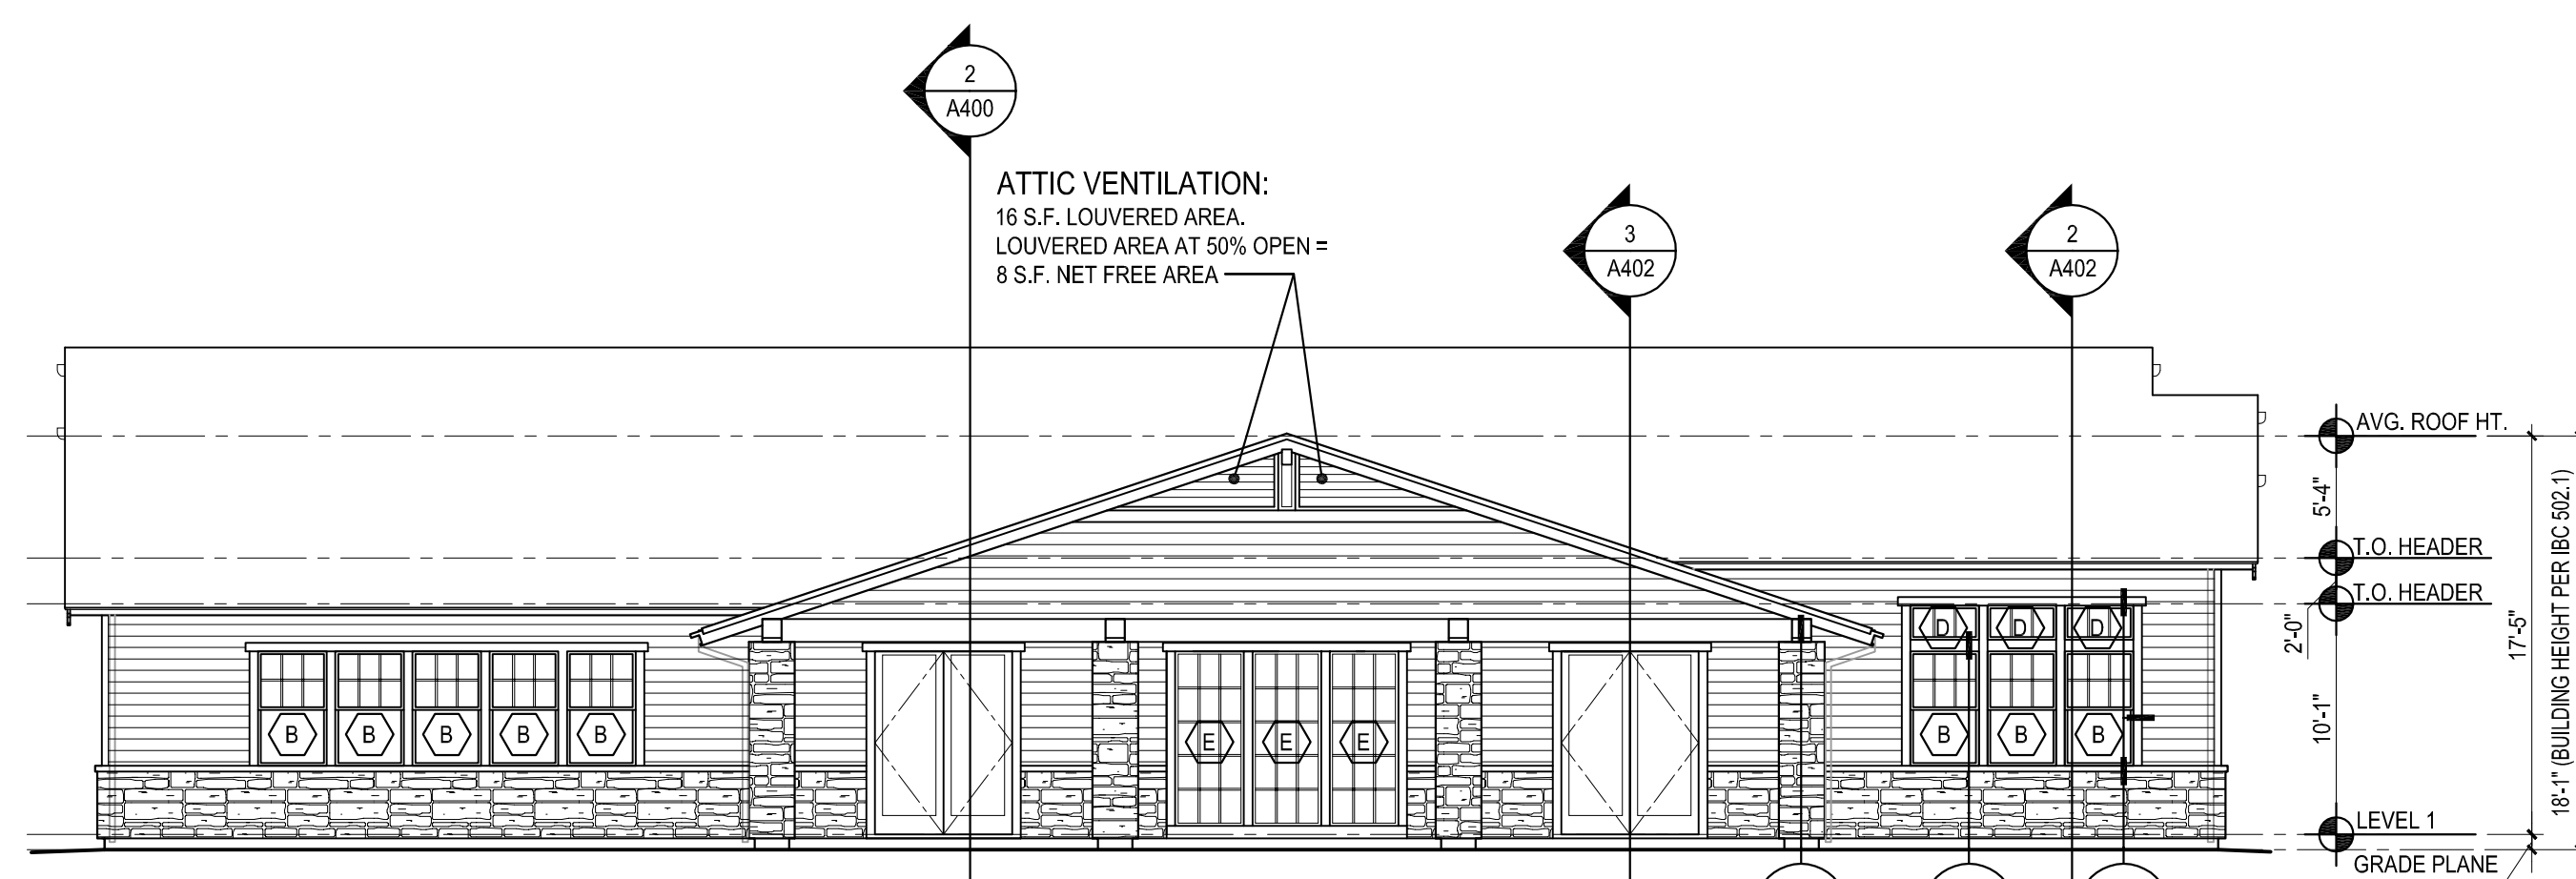 2
A400
ATTIC VENTILATION:
16 S.F. LOUVERED AREA.
LOUVERED AREA AT 50% OPEN =
8 S.F. NET FREE AREA
3
A402
2
A402
AVG. ROOF HT.
5'-4"
T.O. HEADER
T.O. HEADER
2'-0"
17'-5"
18'-1" (BUILDING HEIGHT PER IBC 502.1)
10'-1"
LEVEL 1
GRADE PLANE
D D D
B B B B B
E E E
B B B